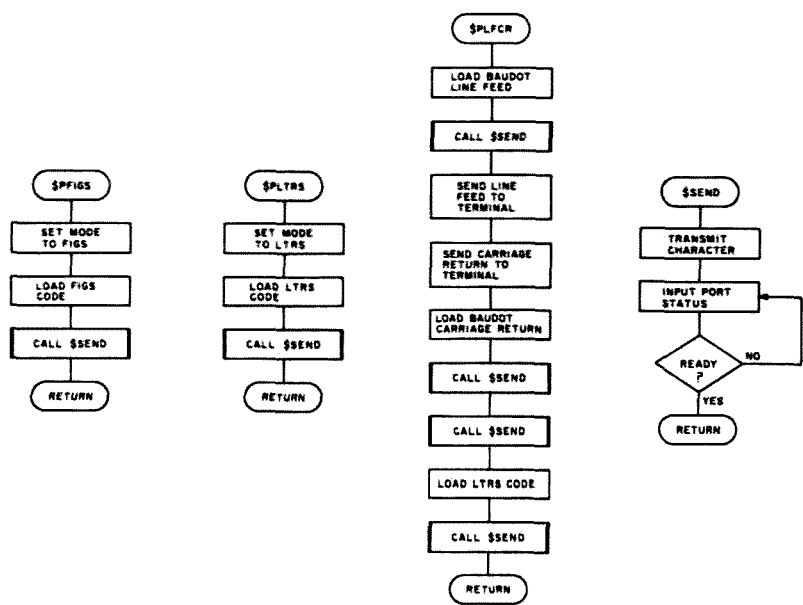 $PFIGS
SET MODE
TO FIGS
LOAD FIGS
CODE
CALL $SEND
RETURN
$PLTRS
SET MODE
TO LTRS
LOAD LTRS
CODE
CALL $SEND
RETURN
$PLFCR
LOAD BAUDOT
LINE FEED
CALL $SEND
SEND LINE
FEED TO
TERMINAL
SEND CARRIAGE
RETURN TO
TERMINAL
LOAD BAUDOT
CARRIAGE RETURN
CALL $SEND
CALL $SEND
LOAD LTRS CODE
CALL $SEND
RETURN
$SEND
TRANSMIT
CHARACTER
INPUT PORT
STATUS
READY
?
NO
YES
RETURN